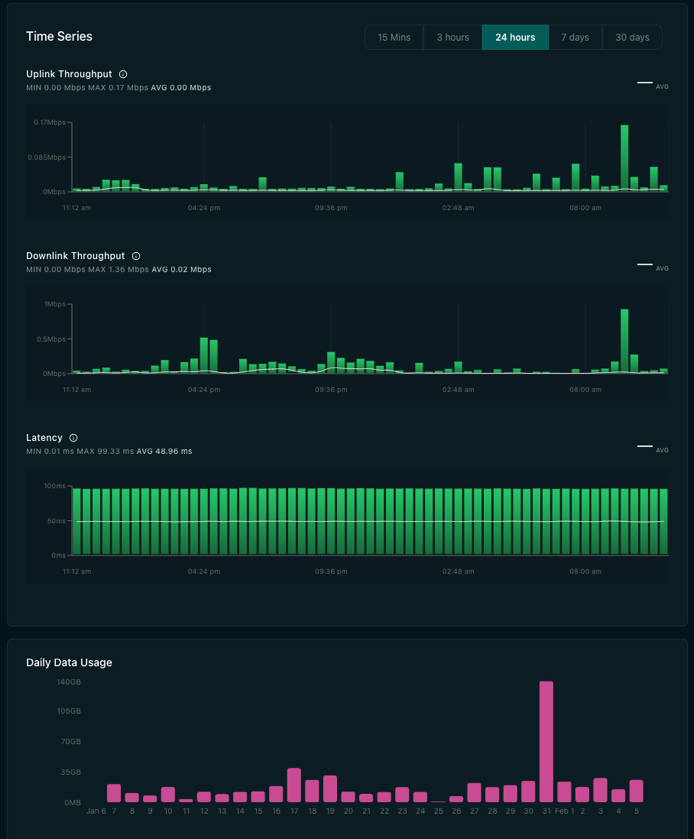 Time Series
15 Mins 3 hours 24 hours 7 days 30 days
Uplink Throughput
MIN 0.00 Mbps MAX 0.17 Mbps AVG 0.00 Mbps
AVG
0.17Mbps
0.085Mbps
0Mbps
11:12 am 04:24 pm 09:36 pm 02:48 am 08:00 am
Downlink Throughput
MIN 0.00 Mbps MAX 1.36 Mbps AVG 0.02 Mbps
AVG
1Mbps
0.5Mbps
0Mbps
11:12 am 04:24 pm 09:36 pm 02:48 am 08:00 am
Latency
MIN 0.01 ms MAX 99.33 ms AVG 48.96 ms
AVG
100ms
50ms
0ms
11:12 am 04:24 pm 09:36 pm 02:48 am 08:00 am
Daily Data Usage
140GB
105GB
70GB
35GB
0MB
Jan 6 7 8 9 10 11 12 13 14 15 16 17 18 19 20 21 22 23 24 25 26 27 28 29 30 31 Feb 1 2 3 4 5